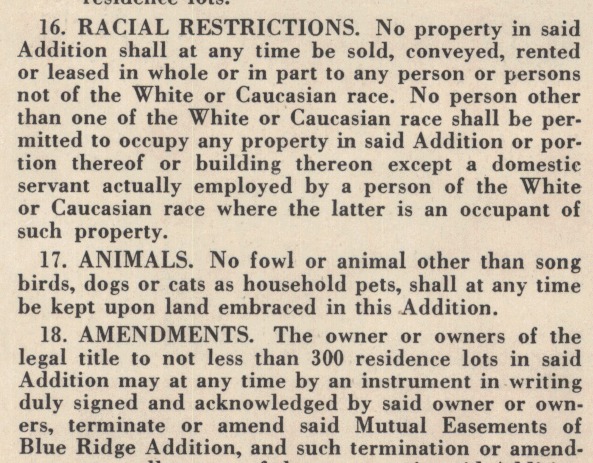 residence lots.
16. RACIAL RESTRICTIONS. No property in said
Addition shall at any time be sold, conveyed, rented
or leased in whole or in part to any person or persons
not of the White or Caucasian race. No person other
than one of the White or Caucasian race shall be per-
mitted to occupy any property in said Addition or por-
tion thereof or building thereon except a domestic
servant actually employed by a person of the White
or Caucasian race where the latter is an occupant of
such property.
17. ANIMALS. No fowl or animal other than song
birds, dogs or cats as household pets, shall at any time
be kept upon land embraced in this Addition.
18. AMENDMENTS. The owner or owners of the
legal title to not less than 300 residence lots in said
Addition may at any time by an instrument in writing
duly signed and acknowledged by said owner or own-
ers, terminate or amend said Mutual Easements of
Blue Ridge Addition, and such termination or amend-